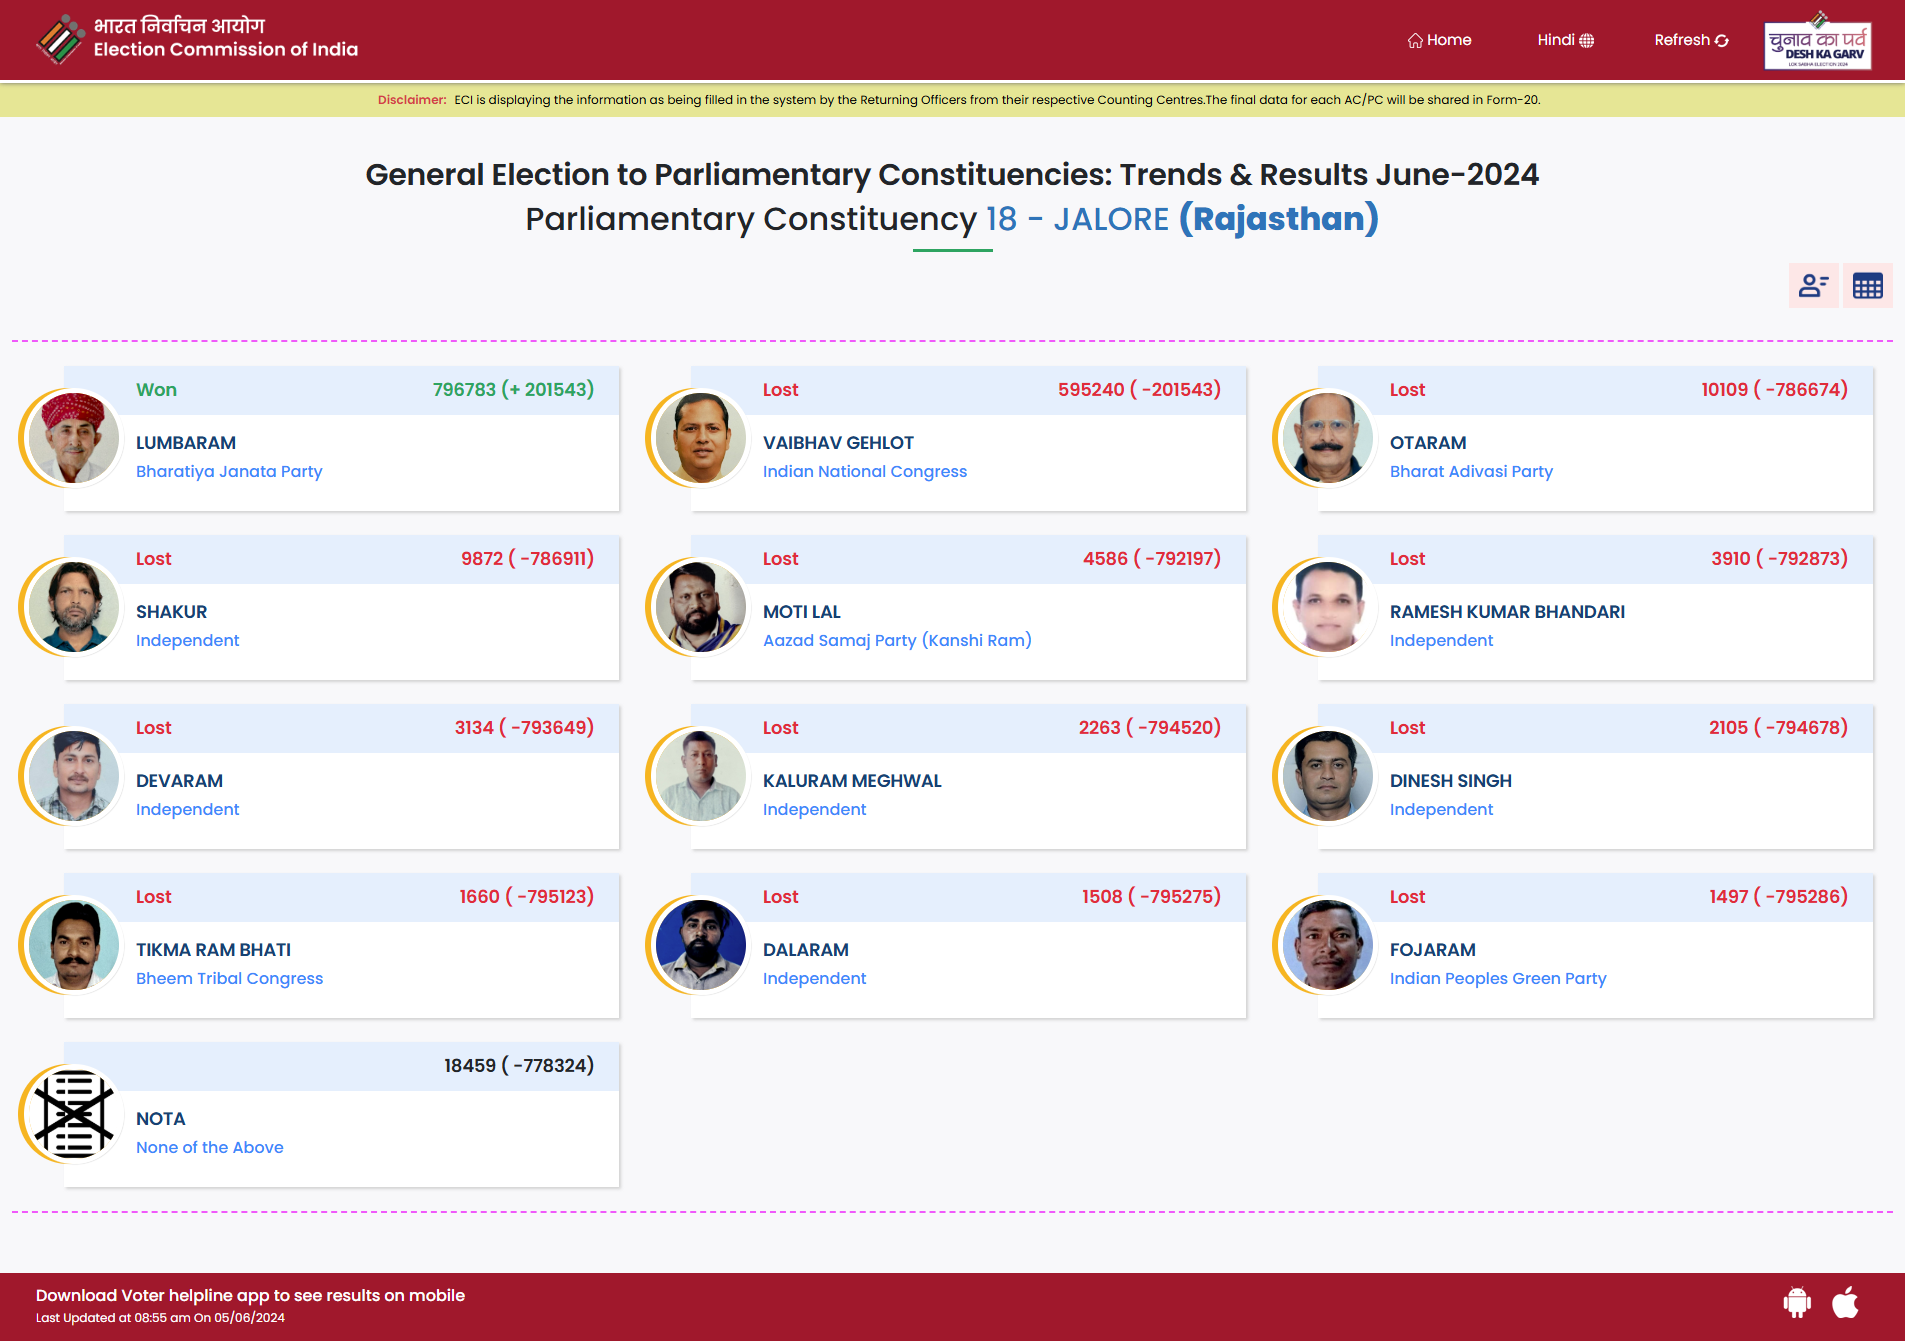 भारत निर्वाचन आयोग
Election Commission of India
Home
Hindi
Refresh
चुनाव का पर्व
DESH KA GARV
LOK SABHA ELECTION 2024
Disclaimer: ECI is displaying the information as being filled in the system by the Returning Officers from their respective Counting Centres.The final data for each AC/PC will be shared in Form-20.
General Election to Parliamentary Constituencies: Trends & Results June-2024
Parliamentary Constituency 18 - JALORE (Rajasthan)
Won 796783 (+ 201543)
LUMBARAM
Bharatiya Janata Party
Lost 595240 ( -201543)
VAIBHAV GEHLOT
Indian National Congress
Lost 10109 ( -786674)
OTARAM
Bharat Adivasi Party
Lost 9872 ( -786911)
SHAKUR
Independent
Lost 4586 ( -792197)
MOTI LAL
Aazad Samaj Party (Kanshi Ram)
Lost 3910 ( -792873)
RAMESH KUMAR BHANDARI
Independent
Lost 3134 ( -793649)
DEVARAM
Independent
Lost 2263 ( -794520)
KALURAM MEGHWAL
Independent
Lost 2105 ( -794678)
DINESH SINGH
Independent
Lost 1660 ( -795123)
TIKMA RAM BHATI
Bheem Tribal Congress
Lost 1508 ( -795275)
DALARAM
Independent
Lost 1497 ( -795286)
FOJARAM
Indian Peoples Green Party
18459 ( -778324)
NOTA
None of the Above
Download Voter helpline app to see results on mobile
Last Updated at 08:55 am On 05/06/2024